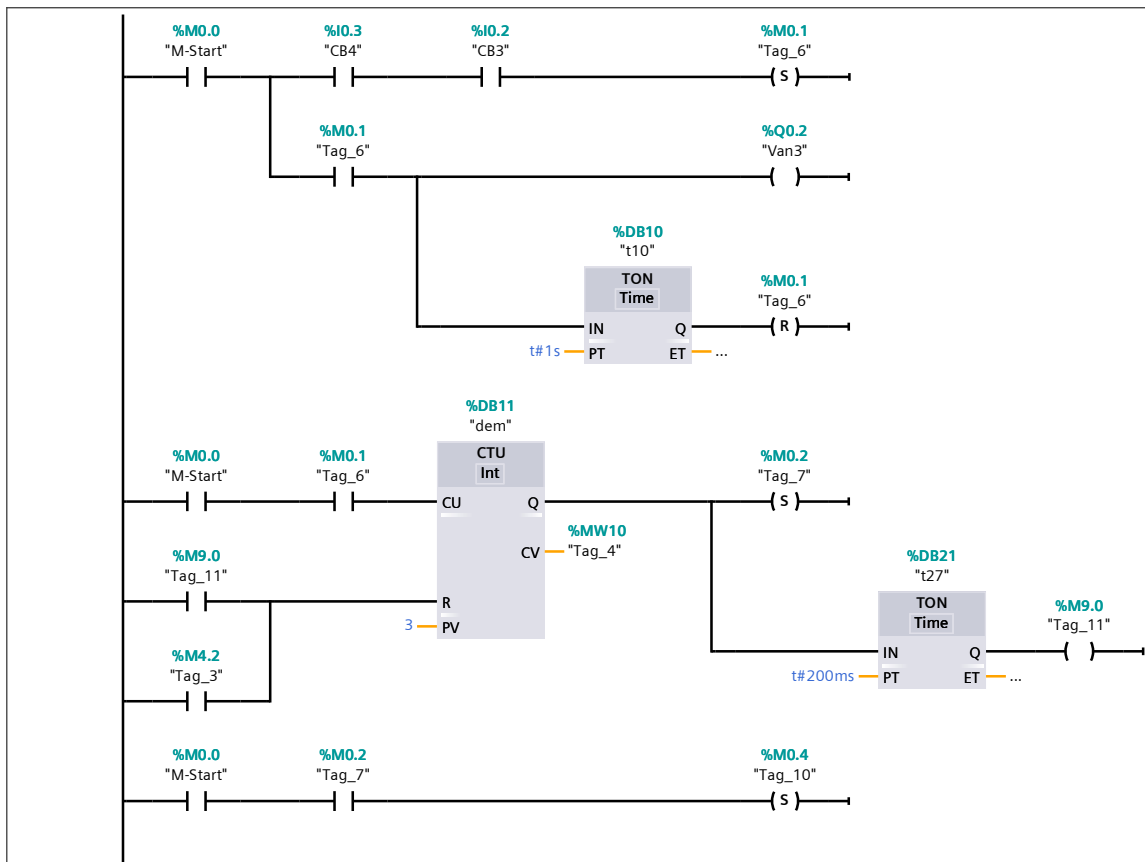 %M0.0 %I0.3 %I0.2 %M0.1
"M-Start" "CB4" "CB3" "Tag_6"
S
%M0.1 %Q0.2
"Tag_6" "Van3"
%DB10
"t10"
TON %M0.1
Time "Tag_6"
IN Q R
t#1s PT ET ...
%DB11
"dem"
%M0.0 %M0.1 CTU %M0.2
"M-Start" "Tag_6" Int "Tag_7"
CU Q S
%MW10
CV "Tag_4"
%M9.0 %DB21
"Tag_11" "t27"
R TON %M9.0
3 PV Time "Tag_11"
%M4.2
"Tag_3" IN Q
t#200ms PT ET ...
%M0.0 %M0.2 %M0.4
"M-Start" "Tag_7" "Tag_10"
S